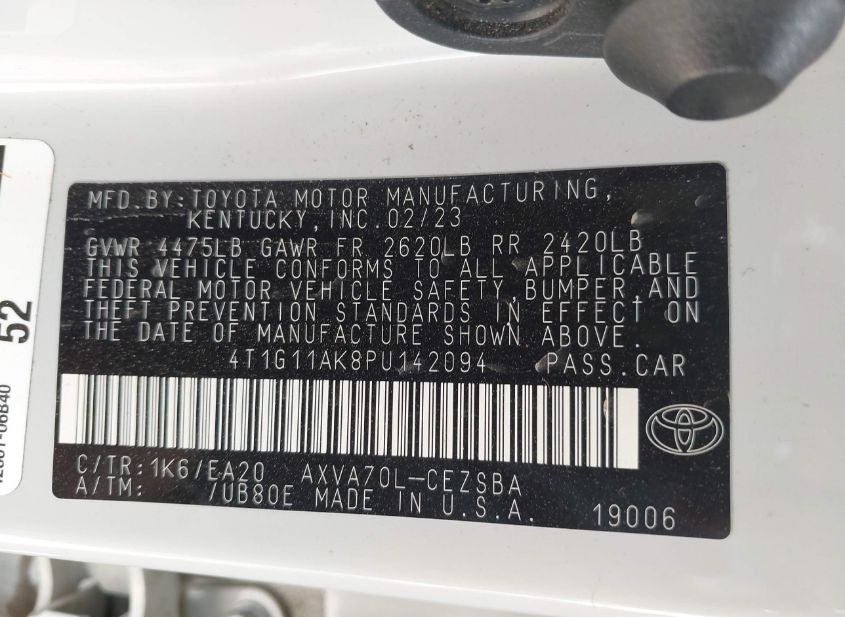 MFD.BY:TOYOTA MOTOR MANUFACTURING,
KENTUCKY,INC.02/23
GVWR 4475LB GAWR FR 2620LB RR 2420LB
THIS VEHICLE CONFORMS TO ALL APPLICABLE
FEDERAL MOTOR VEHICLE SAFETY,BUMPER,AND
THEFT PREVENTION STANDARDS IN EFFECT ON
THE DATE OF MANUFACTURE SHOWN ABOVE.
4T1G11AK8PU142094 PASS.CAR
C/TR:1K6/EA20 AXVA70L-CEZSBA
A/TM: /UB80E MADE IN U.S.A. 19006
52